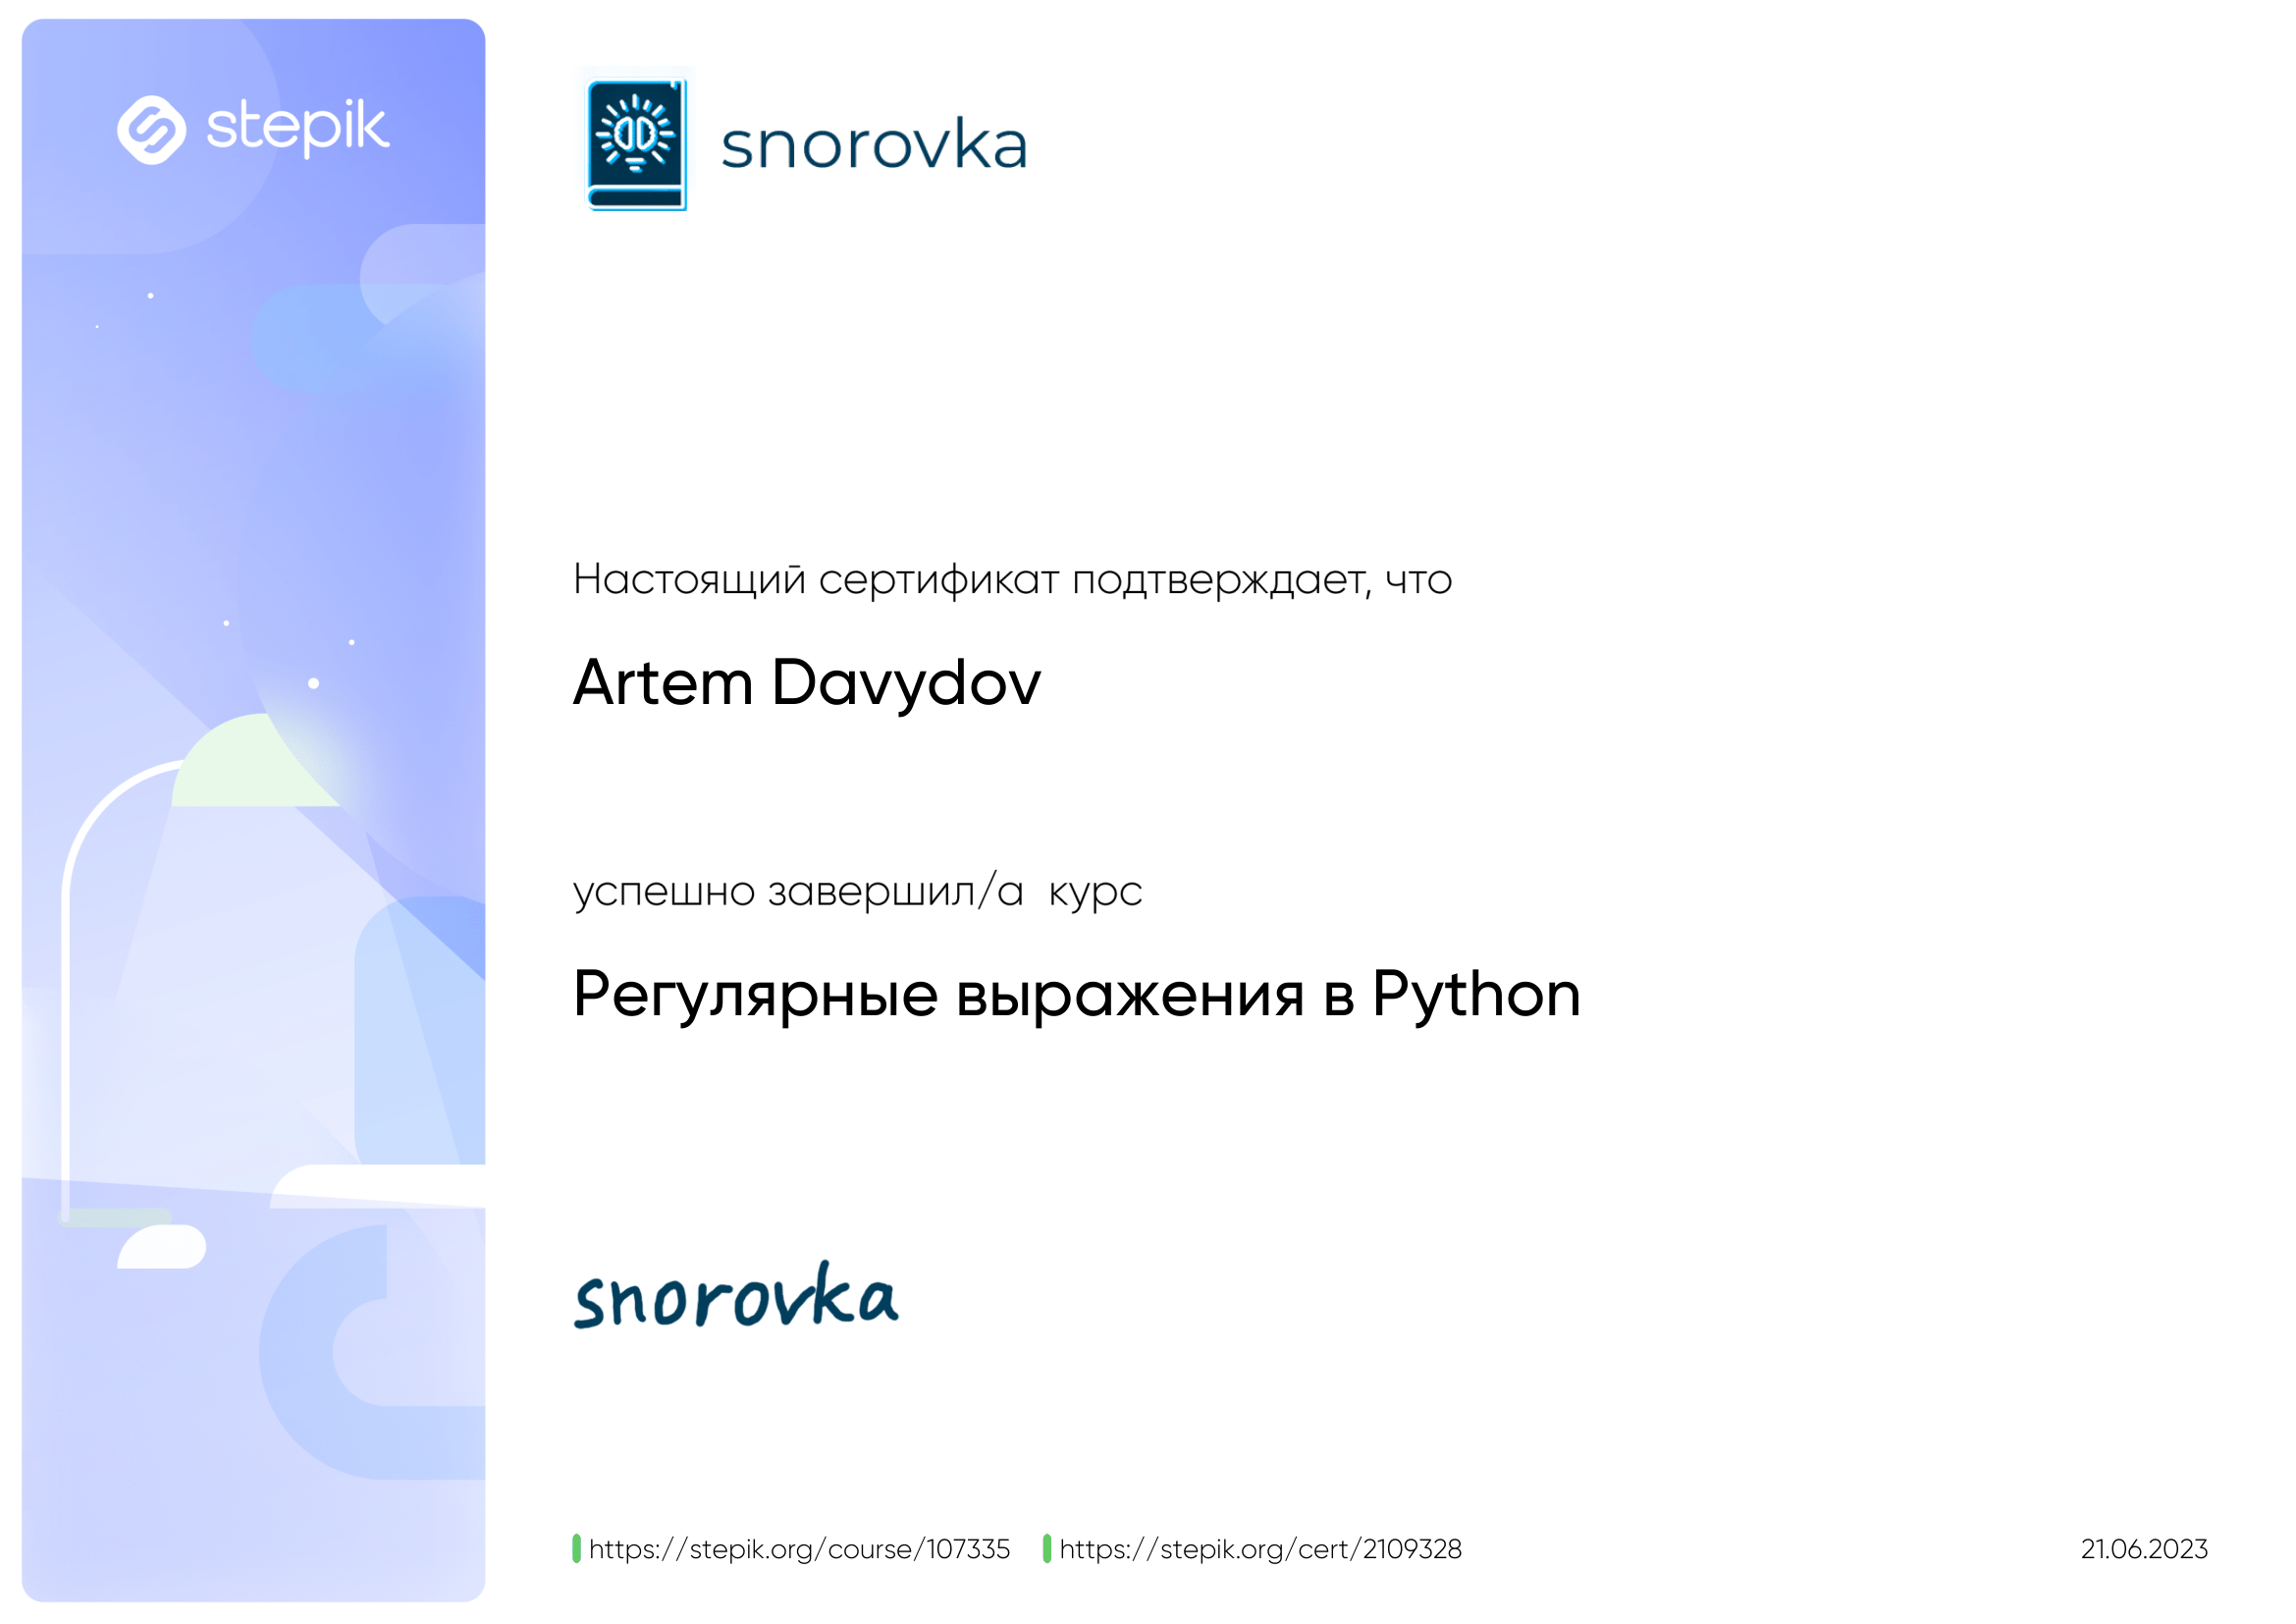 stepik
snorovka
Настоящий сертификат подтверждает, что
Artem Davydov
успешно завершил/а  курс
Регулярные выражения в Python
snorovka
https://stepik.org/course/107335 https://stepik.org/cert/2109328 21.06.2023